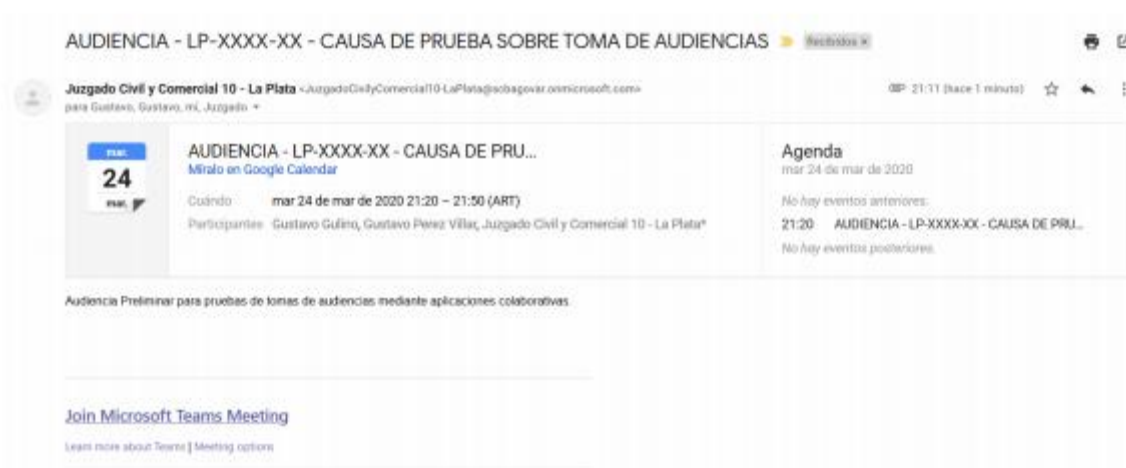 AUDIENCIA - LP-XXXX-XX - CAUSA DE PRUEBA SOBRE TOMA DE AUDIENCIAS Recibidos x
Juzgado Civil y Comercial 10 - La Plata <JuzgadoCivilyComercial10-LaPlata@scbagovar.onmicrosoft.com>
21:11 (hace 1 minuto)
para Gustavo, Gustavo, mí, Juzgado
mar.
24
mar.
AUDIENCIA - LP-XXXX-XX - CAUSA DE PRU...
Míralo en Google Calendar
Cuándo mar 24 de mar de 2020 21:20 – 21:50 (ART)
Participantes Gustavo Gulino, Gustavo Perez Villar, Juzgado Civil y Comercial 10 - La Plata*
Agenda
mar 24 de mar de 2020
No hay eventos anteriores.
21:20 AUDIENCIA - LP-XXXX-XX - CAUSA DE PRU...
No hay eventos posteriores.
Audiencia Preliminar para pruebas de tomas de audiencias mediante aplicaciones colaborativas
Join Microsoft Teams Meeting
Learn more about Teams | Meeting options